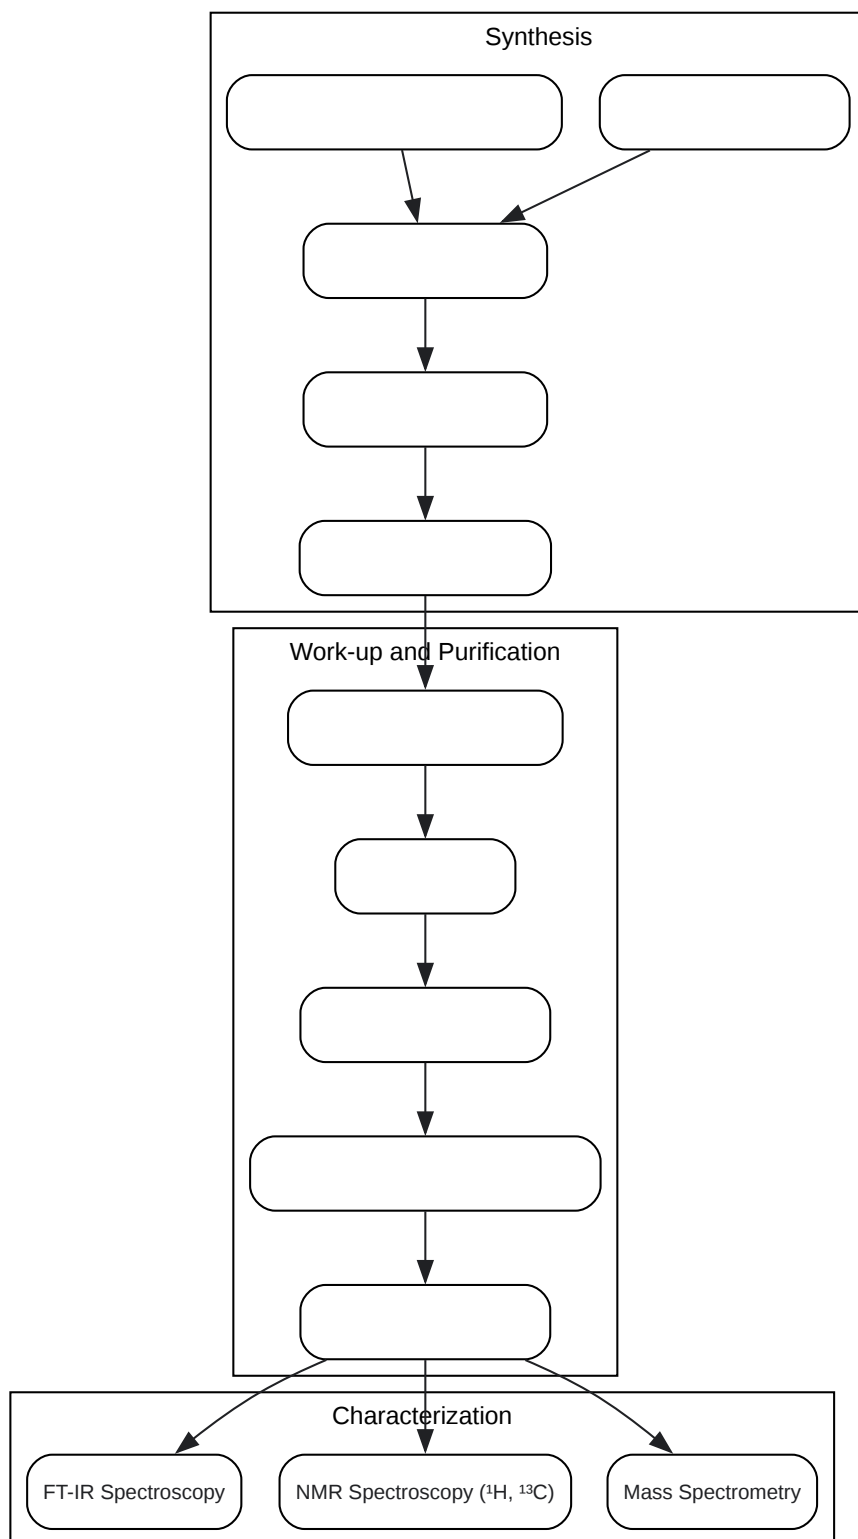 Synthesis
Work-up and Purification
Characterization
FT-IR Spectroscopy
NMR Spectroscopy (¹H, ¹³C)
Mass Spectrometry